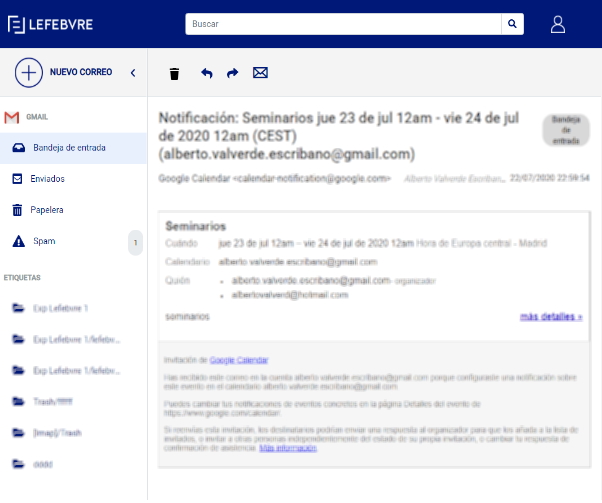 LEFEBVRE
Buscar
NUEVO CORREO
GMAIL
Bandeja de entrada
Enviados
Papelera
Spam
1
ETIQUETAS
Exp Lefebvre 1
Exp Lefebvre 1/lefebv...
Exp Lefebvre 1/lefebv...
[Imap]/Trash
dddd
Notificación: Seminarios jue 23 de jul 12am - vie 24 de jul
de 2020 12am (CEST)
(alberto.valverde.escribano@gmail.com)
Bandeja
de
entrada
Google Calendar <calendar-notification@google.com>
Alberto Valverde Escriban...
22/07/2020 22:59:54
Seminarios
Cuándo jue 23 de jul 12am – vie 24 de jul de 2020 12am Hora de Europa central - Madrid
Calendario alberto.valverde.escribano@gmail.com
Quién
• alberto.valverde.escribano@gmail.com- organizador
• albertovalverd@hotmail.com
seminarios
más detalles »
Invitación de Google Calendar
Has recibido este correo en la cuenta alberto.valverde.escribano@gmail.com porque configuraste una notificación sobre
este evento en el calendario alberto.valverde.escribano@gmail.com.
Puedes cambiar tus notificaciones de eventos concretos en la página Detalles del evento de
https://www.google.com/calendar/.
Si reenvías esta invitación, los destinatarios podrían enviar una respuesta al organizador para que les añada a la lista de
invitados, o invitar a otras personas independientemente del estado de su propia invitación, o cambiar tu respuesta de
confirmación de asistencia. Más información.